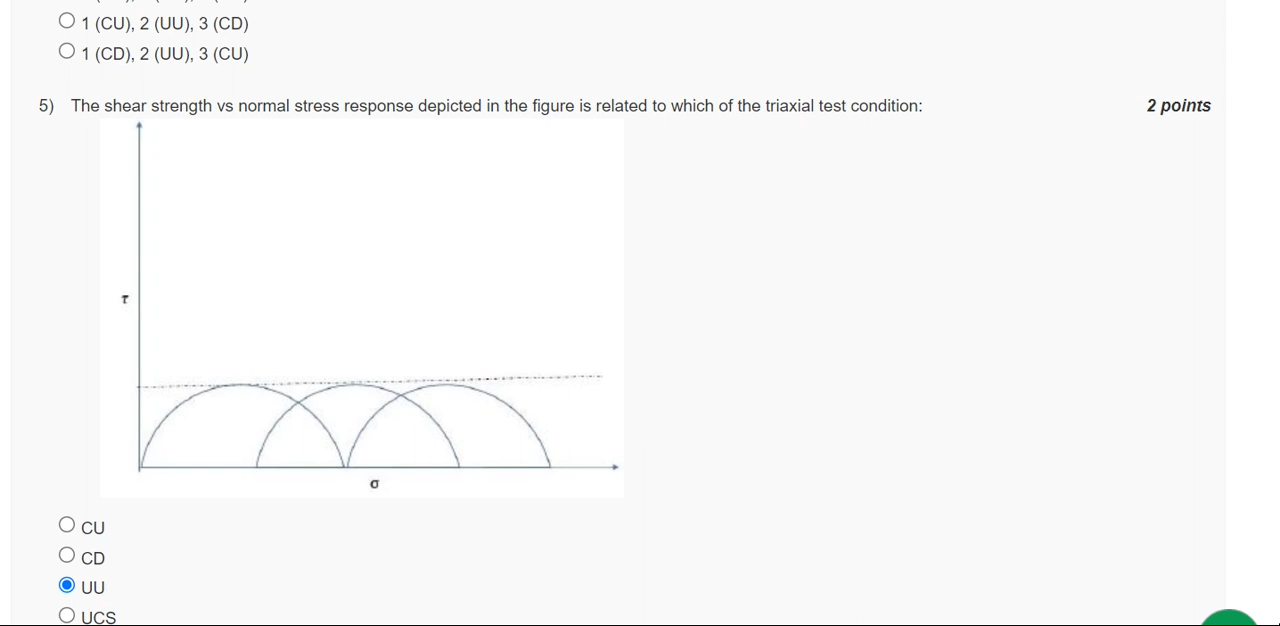 1 (CU), 2 (UU), 3 (CD)
1 (CD), 2 (UU), 3 (CU)
5) The shear strength vs normal stress response depicted in the figure is related to which of the triaxial test condition: 2 points
τ
σ
CU
CD
UU
UCS